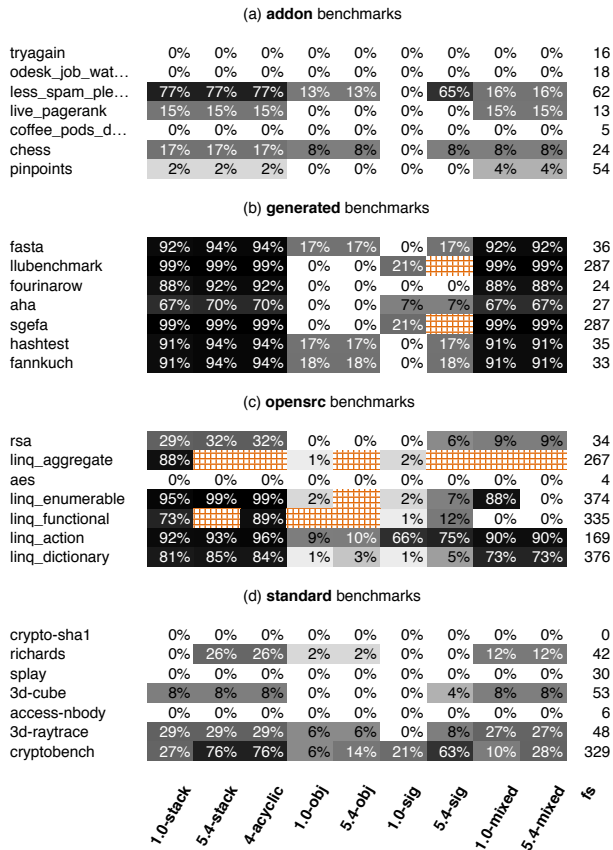 (a) addon benchmarks
tryagain 0% 0% 0% 0% 0% 0% 0% 0% 0% 16
odesk_job_wat... 0% 0% 0% 0% 0% 0% 0% 0% 0% 18
less_spam_ple... 77% 77% 77% 13% 13% 0% 65% 16% 16% 62
live_pagerank 15% 15% 15% 0% 0% 0% 0% 15% 15% 13
coffee_pods_d... 0% 0% 0% 0% 0% 0% 0% 0% 0% 5
chess 17% 17% 17% 8% 8% 0% 8% 8% 8% 24
pinpoints 2% 2% 2% 0% 0% 0% 0% 4% 4% 54
(b) generated benchmarks
fasta 92% 94% 94% 17% 17% 0% 17% 92% 92% 36
llubenchmark 99% 99% 99% 0% 0% 21% 99% 99% 287
fourinarow 88% 92% 92% 0% 0% 0% 0% 88% 88% 24
aha 67% 70% 70% 0% 0% 7% 7% 67% 67% 27
sgefa 99% 99% 99% 0% 0% 21% 99% 99% 287
hashtest 91% 94% 94% 17% 17% 0% 17% 91% 91% 35
fannkuch 91% 94% 94% 18% 18% 0% 18% 91% 91% 33
(c) opensrc benchmarks
rsa 29% 32% 32% 0% 0% 0% 6% 9% 9% 34
linq_aggregate 88% 1% 2% 267
aes 0% 0% 0% 0% 0% 0% 0% 0% 0% 4
linq_enumerable 95% 99% 99% 2% 2% 7% 88% 0% 374
linq_functional 73% 89% 1% 12% 0% 0% 335
linq_action 92% 93% 96% 9% 10% 66% 75% 90% 90% 169
linq_dictionary 81% 85% 84% 1% 3% 1% 5% 73% 73% 376
(d) standard benchmarks
crypto-sha1 0% 0% 0% 0% 0% 0% 0% 0% 0% 0
richards 0% 26% 26% 2% 2% 0% 0% 12% 12% 42
splay 0% 0% 0% 0% 0% 0% 0% 0% 0% 30
3d-cube 8% 8% 8% 0% 0% 0% 4% 8% 8% 53
access-nbody 0% 0% 0% 0% 0% 0% 0% 0% 0% 6
3d-raytrace 29% 29% 29% 6% 6% 0% 8% 27% 27% 48
cryptobench 27% 76% 76% 6% 14% 21% 63% 10% 28% 329
1.0-stack 5.4-stack 4-acyclic 1.0-obj 5.4-obj 1.0-sig 5.4-sig 1.0-mixed 5.4-mixed fs